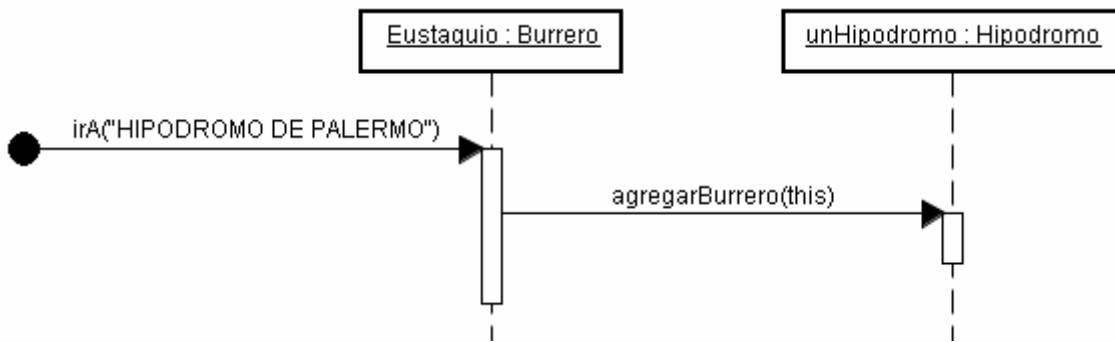 Eustaquio : Burrero
unHipodromo : Hipodromo
irA("HIPODROMO DE PALERMO")
agregarBurrero(this)